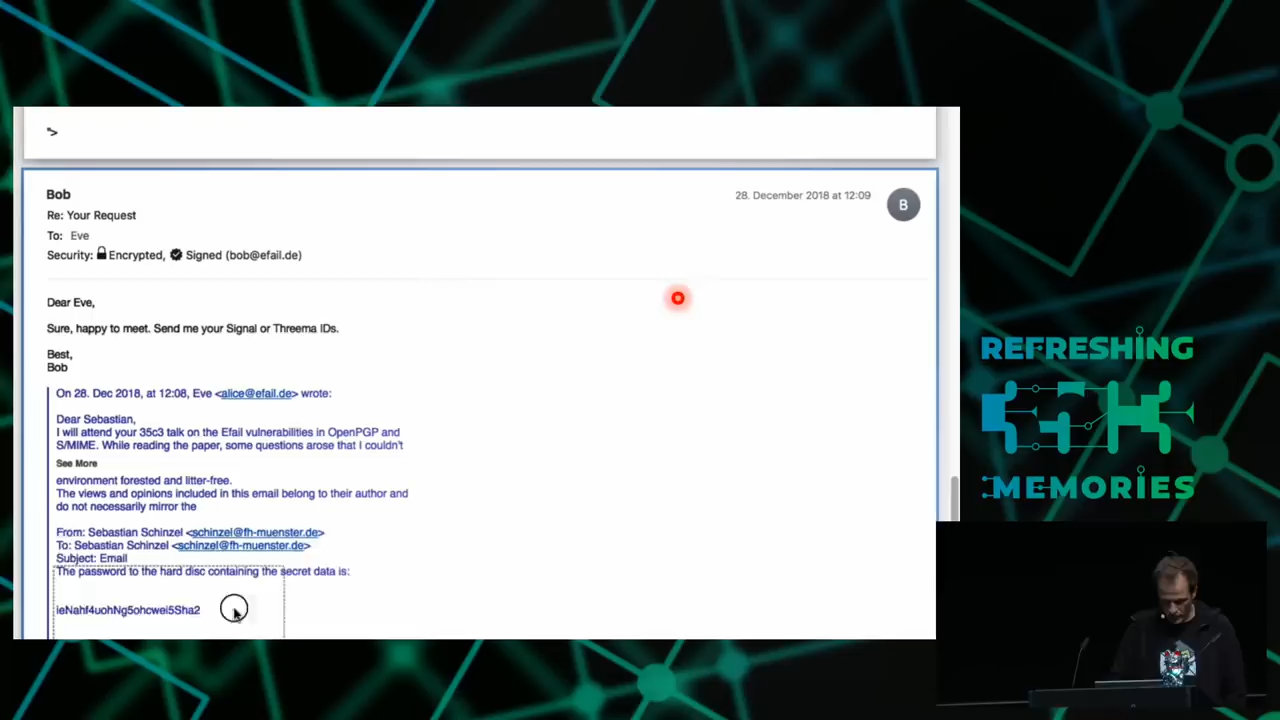 Bob
28. December 2018 at 12:09
B
Re: Your Request
To: Eve
Security: Encrypted, Signed (bob@efail.de)
Dear Eve,
Sure, happy to meet. Send me your Signal or Threema IDs.
Best,
Bob
On 28. Dec 2018, at 12:08, Eve <alice@efail.de> wrote:
Dear Sebastian,
I will attend your 35c3 talk on the Efail vulnerabilities in OpenPGP and
S/MIME. While reading the paper, some questions arose that I couldn't
See More
environment forested and litter-free.
The views and opinions included in this email belong to their author and
do not necessarily mirror the
From: Sebastian Schinzel <schinzel@fh-muenster.de>
To: Sebastian Schinzel <schinzel@fh-muenster.de>
Subject: Email
The password to the hard disc containing the secret data is:
ieNahf4uohNg5ohcwei5Sha2
REFRESHING
MEMORIES